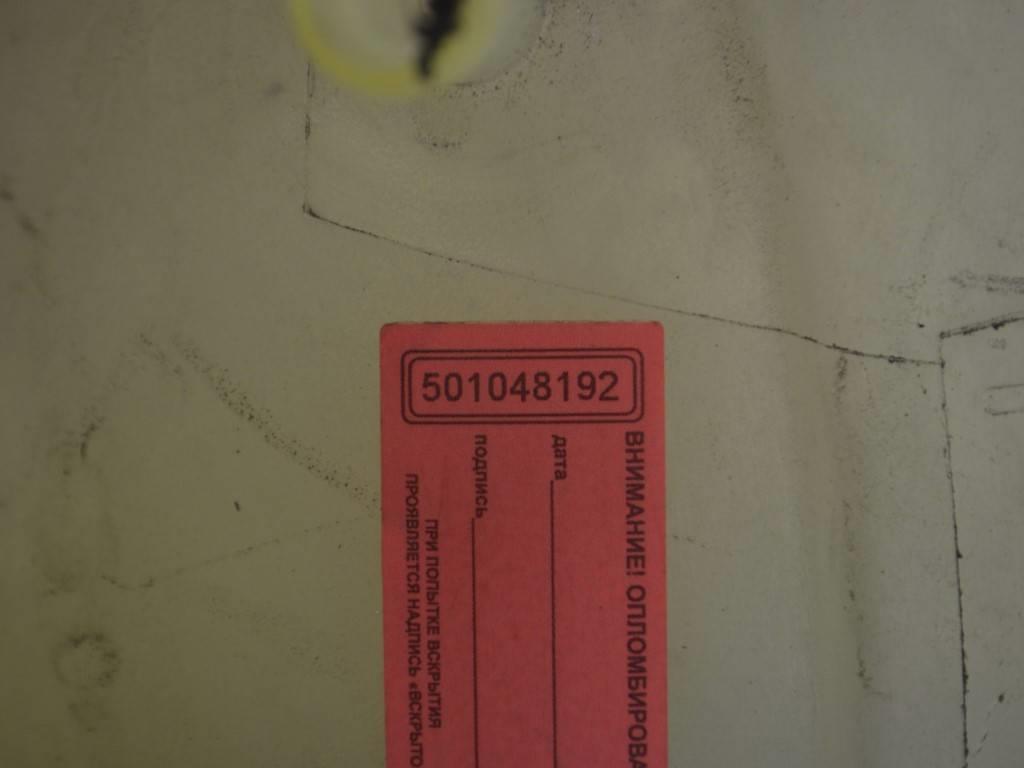 501048192
ВНИМАНИЕ! ОПЛОМБИРОВА
дата
подпись
ПРИ ПОПЫТКЕ ВСКРЫТИЯ
ПРОЯВЛЯЕТСЯ НАДПИСЬ «ВСКРЫТО